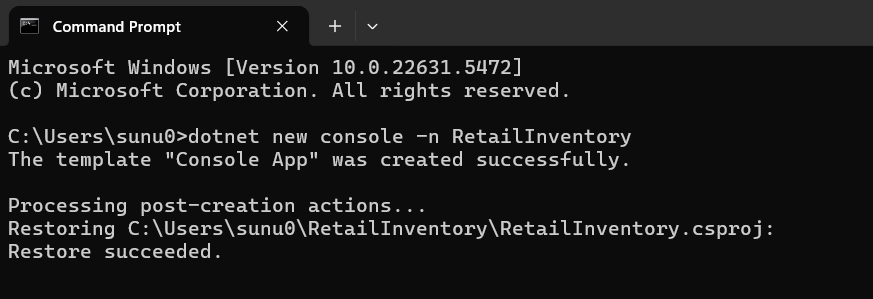 Command Prompt
Microsoft Windows [Version 10.0.22631.5472]
(c) Microsoft Corporation. All rights reserved.
C:\Users\sunu0>dotnet new console -n RetailInventory
The template "Console App" was created successfully.
Processing post-creation actions...
Restoring C:\Users\sunu0\RetailInventory\RetailInventory.csproj:
Restore succeeded.